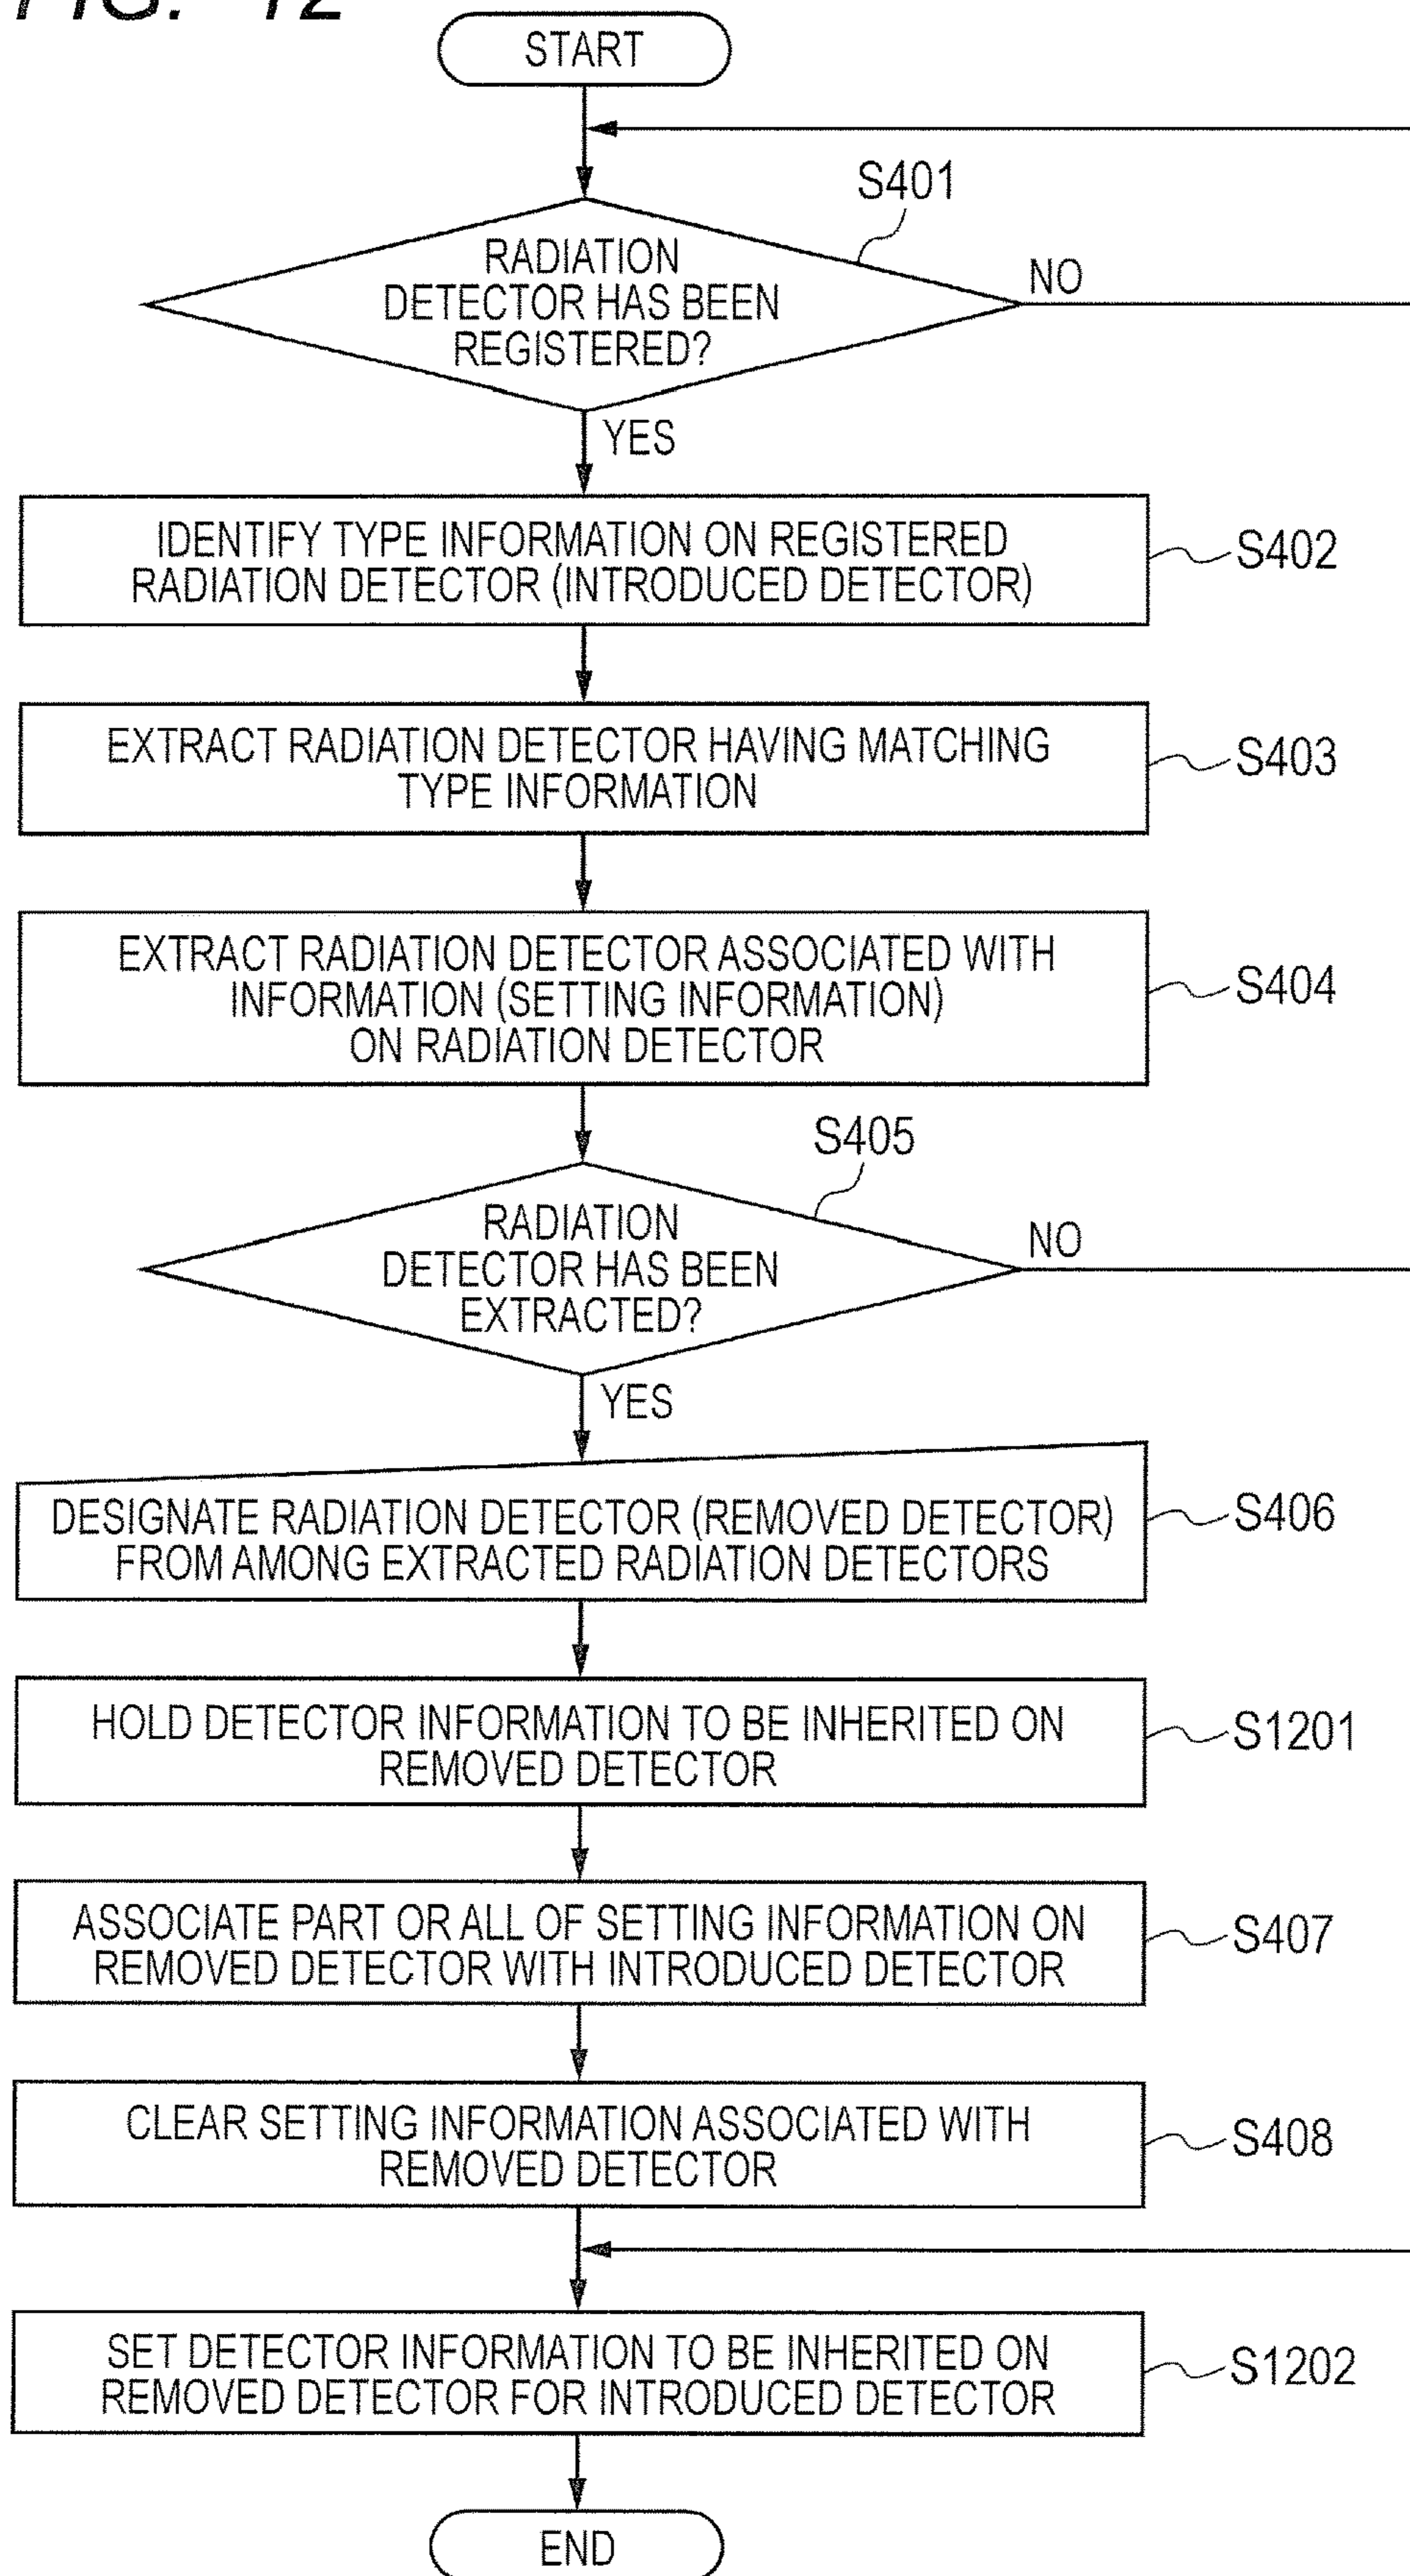 FIG. 12
START
S401
RADIATION
DETECTOR HAS BEEN
REGISTERED?
NO
YES
IDENTIFY TYPE INFORMATION ON REGISTERED
RADIATION DETECTOR (INTRODUCED DETECTOR)
S402
EXTRACT RADIATION DETECTOR HAVING MATCHING
TYPE INFORMATION
S403
EXTRACT RADIATION DETECTOR ASSOCIATED WITH
INFORMATION (SETTING INFORMATION)
ON RADIATION DETECTOR
S404
S405
RADIATION
DETECTOR HAS BEEN
EXTRACTED?
NO
YES
DESIGNATE RADIATION DETECTOR (REMOVED DETECTOR)
FROM AMONG EXTRACTED RADIATION DETECTORS
S406
HOLD DETECTOR INFORMATION TO BE INHERITED ON
REMOVED DETECTOR
S1201
ASSOCIATE PART OR ALL OF SETTING INFORMATION ON
REMOVED DETECTOR WITH INTRODUCED DETECTOR
S407
CLEAR SETTING INFORMATION ASSOCIATED WITH
REMOVED DETECTOR
S408
SET DETECTOR INFORMATION TO BE INHERITED ON
REMOVED DETECTOR FOR INTRODUCED DETECTOR
S1202
END